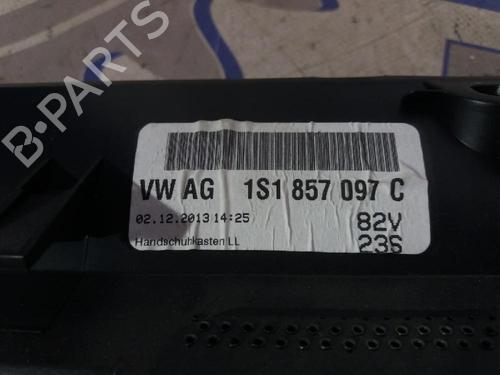 B-PARTS
VW AG 1S1 857 097 C
02.12.2013 14:25 82V
Handschuhkasten LL 236